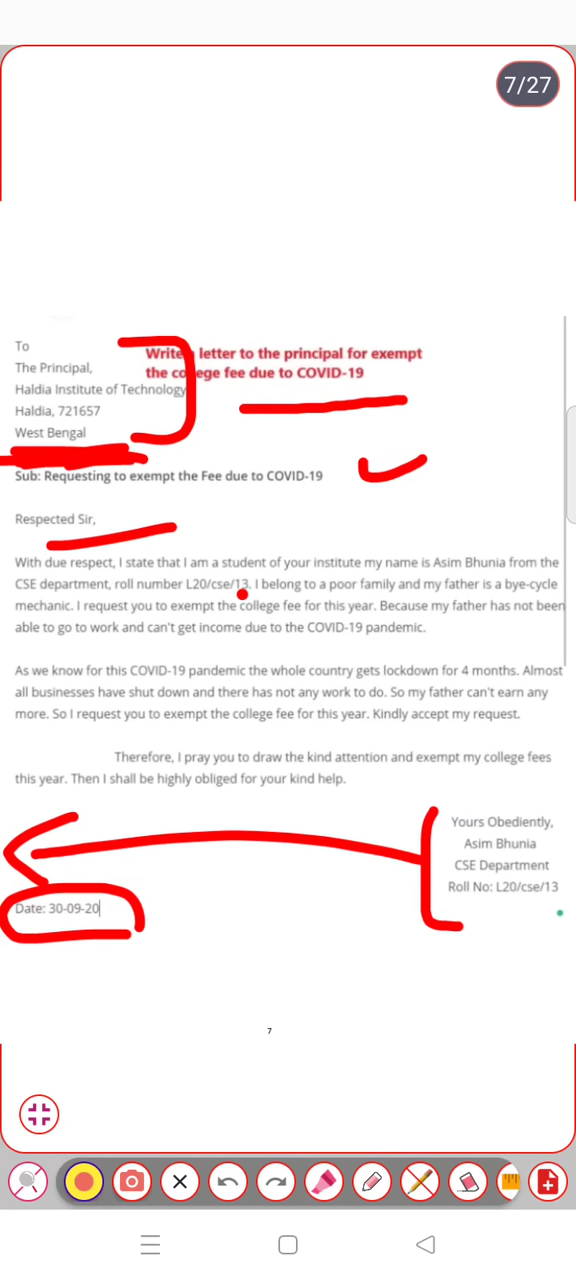 7/27
To
Write a letter to the principal for exempt
the college fee due to COVID-19
The Principal,
Haldia Institute of Technology
Haldia, 721657
West Bengal
Sub: Requesting to exempt the Fee due to COVID-19
Respected Sir,
With due respect, I state that I am a student of your institute my name is Asim Bhunia from the
CSE department, roll number L20/cse/13. I belong to a poor family and my father is a bye-cycle
mechanic. I request you to exempt the college fee for this year. Because my father has not been
able to go to work and can't get income due to the COVID-19 pandemic.
As we know for this COVID-19 pandemic the whole country gets lockdown for 4 months. Almost
all businesses have shut down and there has not any work to do. So my father can't earn any
more. So I request you to exempt the college fee for this year. Kindly accept my request.
Therefore, I pray you to draw the kind attention and exempt my college fees
this year. Then I shall be highly obliged for your kind help.
Yours Obediently,
Asim Bhunia
CSE Department
Roll No: L20/cse/13
Date: 30-09-20
7